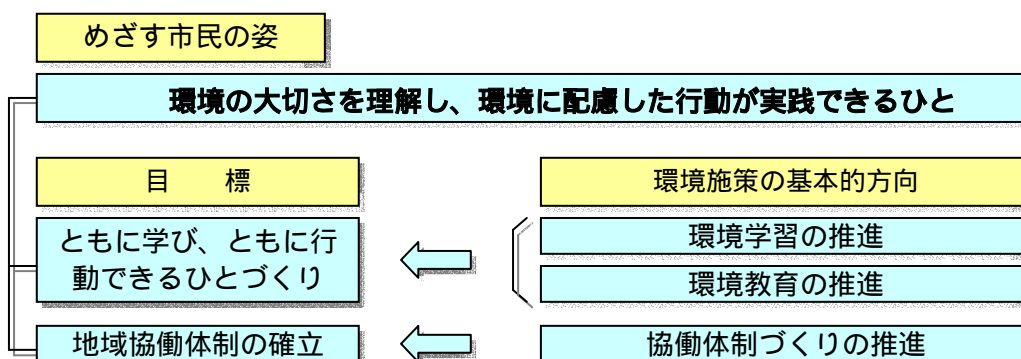 めざす市民の姿
環境の大切さを理解し、環境に配慮した行動が実践できるひと
目　　標
環境施策の基本的方向
ともに学び、ともに行
動できるひとづくり
環境学習の推進
環境教育の推進
地域協働体制の確立
協働体制づくりの推進